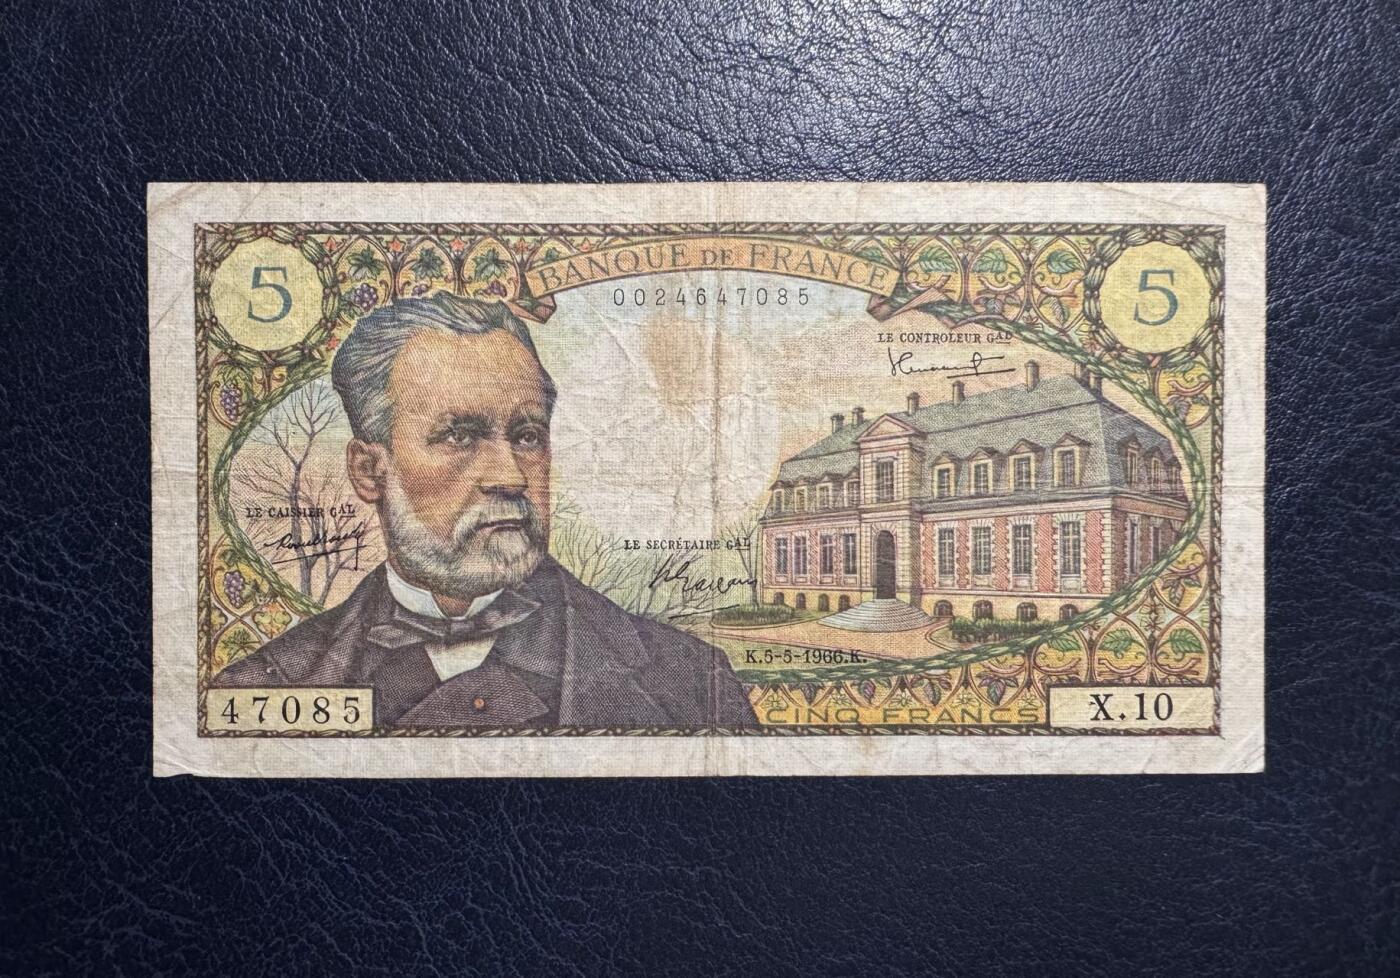 BANQUE DE FRANCE
5
5
0024647085
LE CONTROLEUR GAL
LE CAISSIER GAL
LE SECRÉTAIRE GAL
K.5-5-1966.K.
47085
CINQ FRANCS
X.10